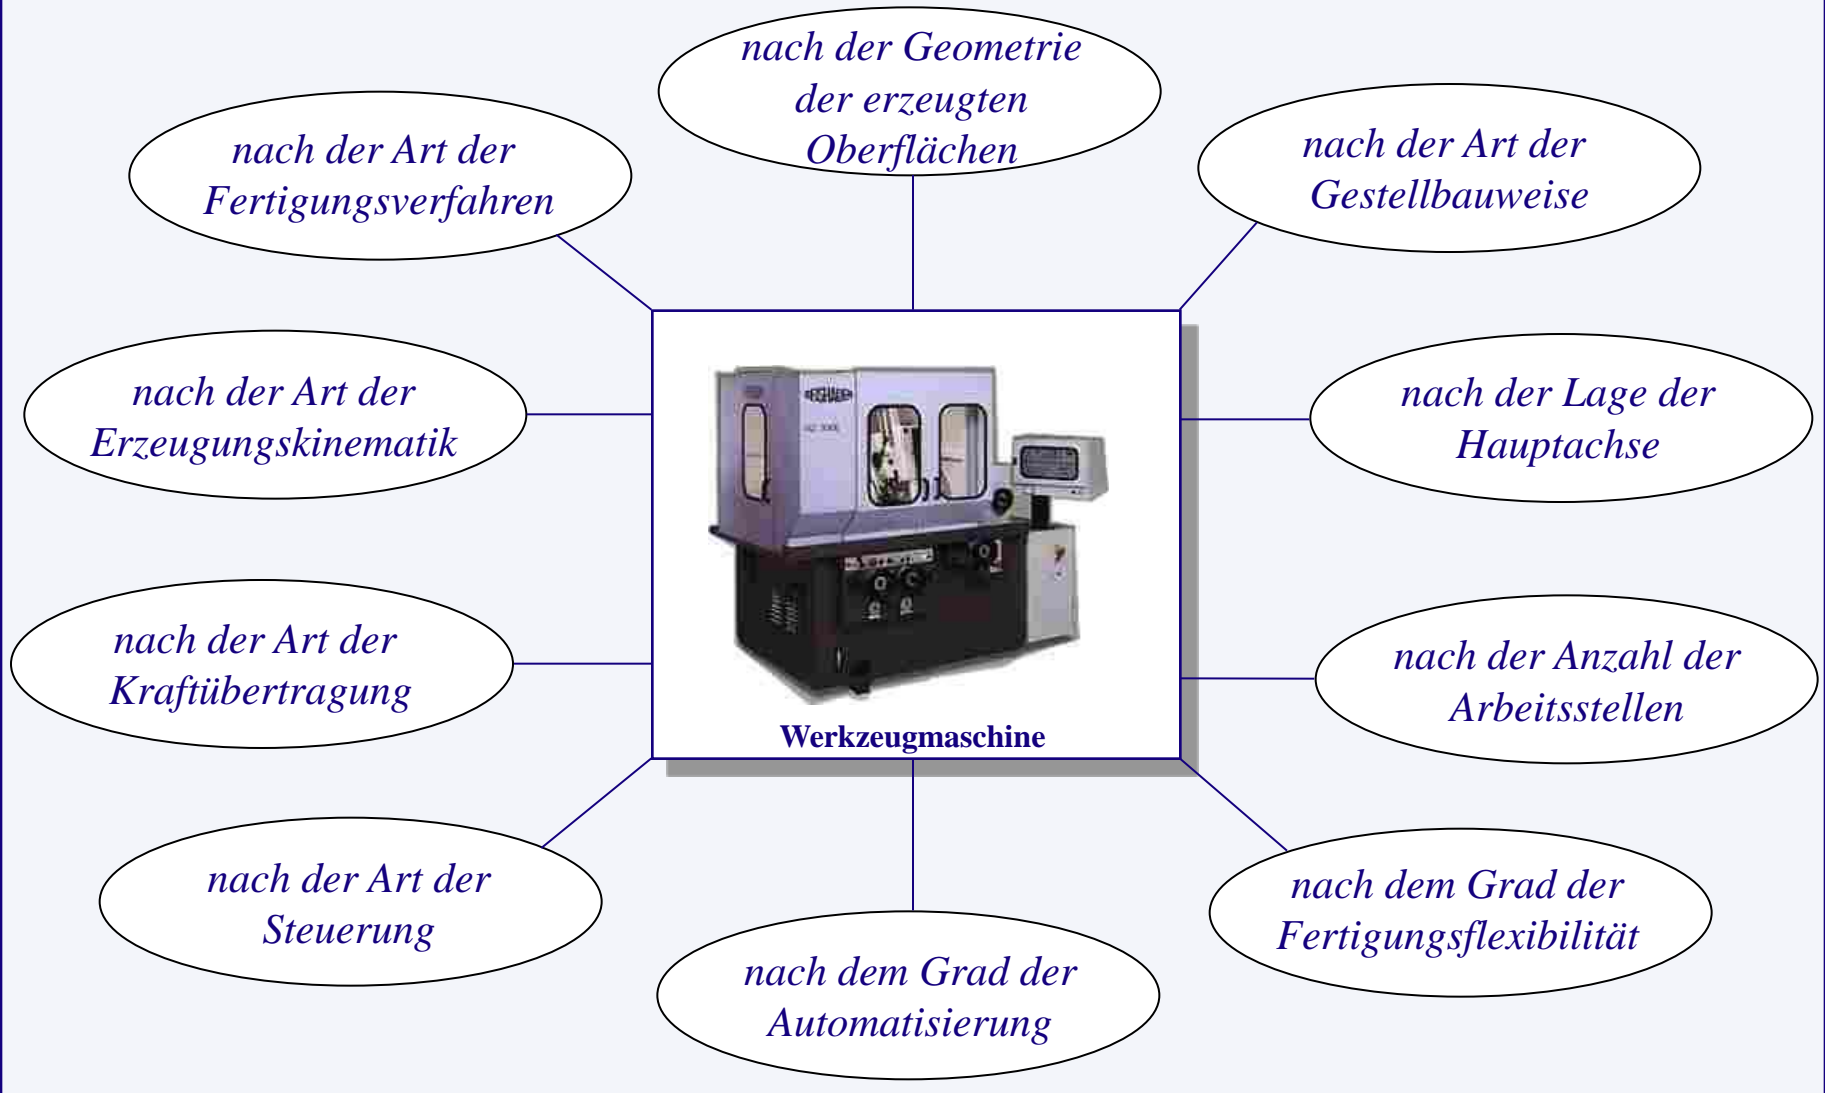 nach der Geometrie
der erzeugten
Oberflächen
nach der Art der
Fertigungsverfahren
nach der Art der
Gestellbauweise
nach der Art der
Erzeugungskinematik
nach der Lage der
Hauptachse
nach der Art der
Kraftübertragung
nach der Anzahl der
Arbeitsstellen
Werkzeugmaschine
nach der Art der
Steuerung
nach dem Grad der
Fertigungsflexibilität
nach dem Grad der
Automatisierung